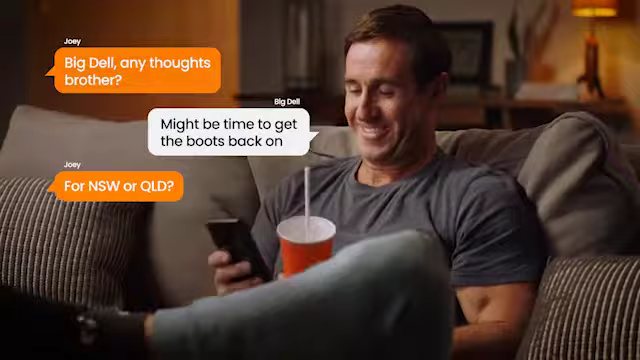 Joey
Big Dell, any thoughts
brother?
Big Dell
Might be time to get
the boots back on
Joey
For NSW or QLD?